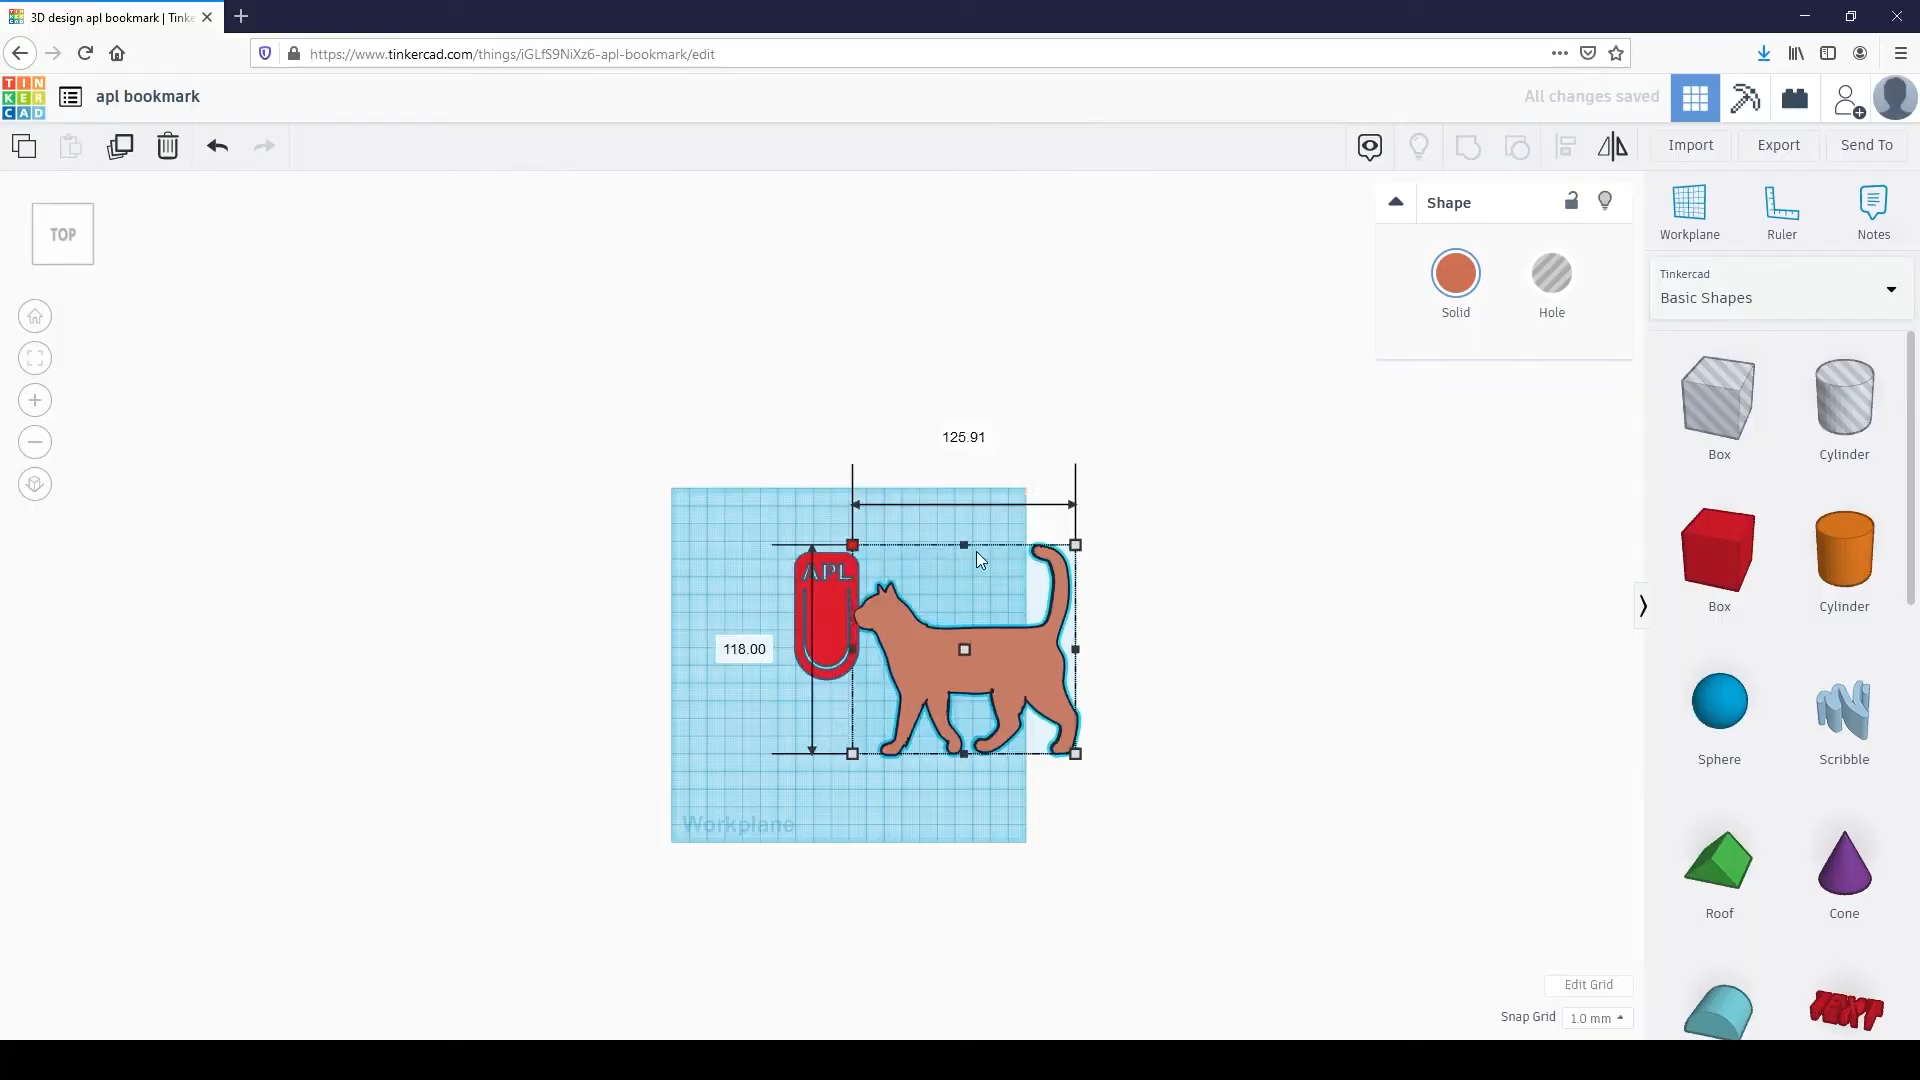 3D design apl bookmark | Tinke
https://www.tinkercad.com/things/iGLfS9NiXz6-apl-bookmark/edit
TIN
KER
CAD
apl bookmark
All changes saved
Import
Export
Send To
TOP
Shape
Solid
Hole
Workplane
Ruler
Notes
Tinkercad
Basic Shapes
Box
Cylinder
Box
Cylinder
Sphere
Scribble
Roof
Cone
TEXT
125.91
APL
118.00
Workplane
Edit Grid
Snap Grid
1.0 mm